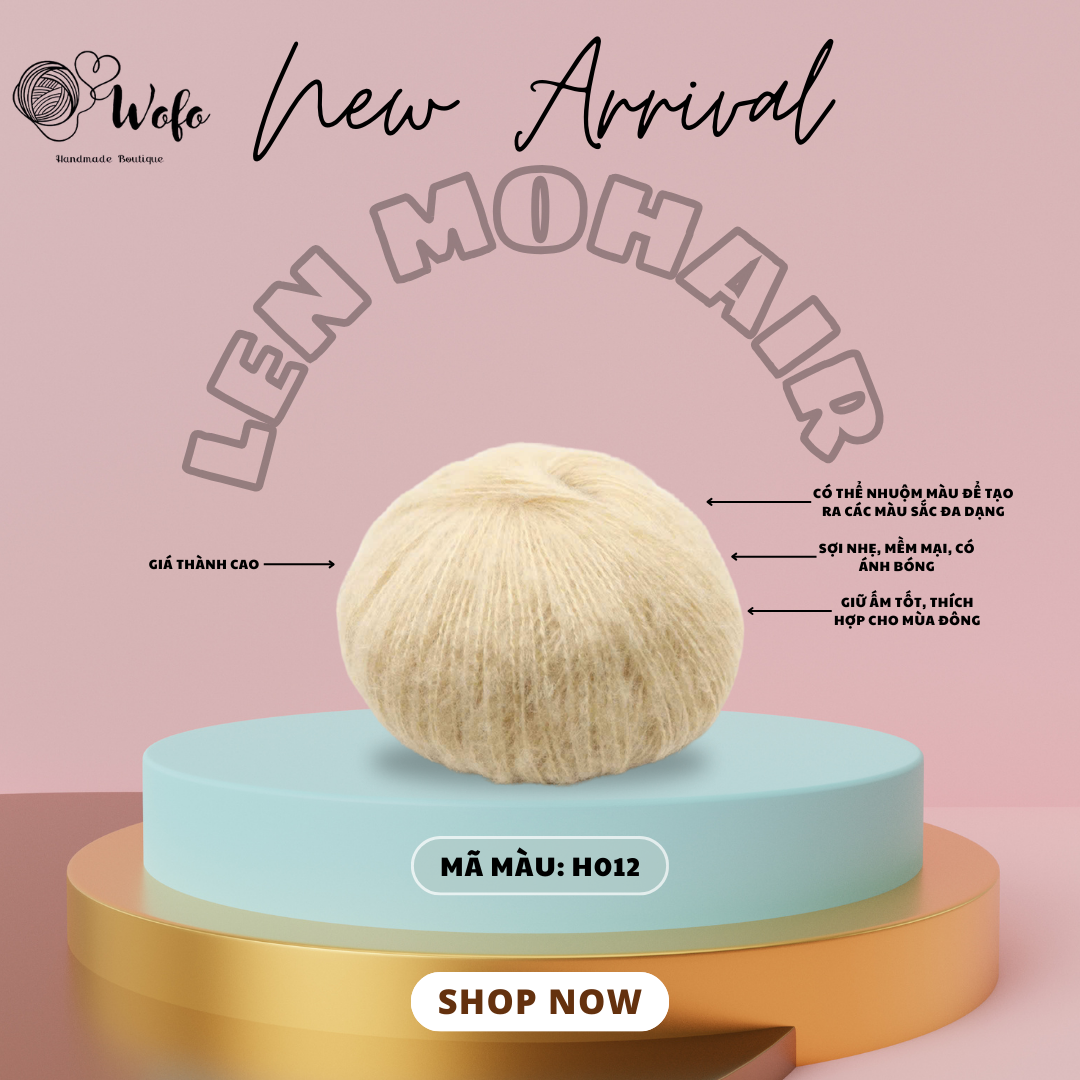 Wofo
Handmade Boutique
New Arrival
LEN MOHAIR
CÓ THỂ NHUỘM MÀU ĐỂ TẠO
RA CÁC MÀU SẮC ĐA DẠNG
GIÁ THÀNH CAO
SỢI NHẸ, MỀM MẠI, CÓ
ÁNH BÓNG
GIỮ ẤM TỐT, THÍCH
HỢP CHO MÙA ĐÔNG
MÃ MÀU: H012
SHOP NOW